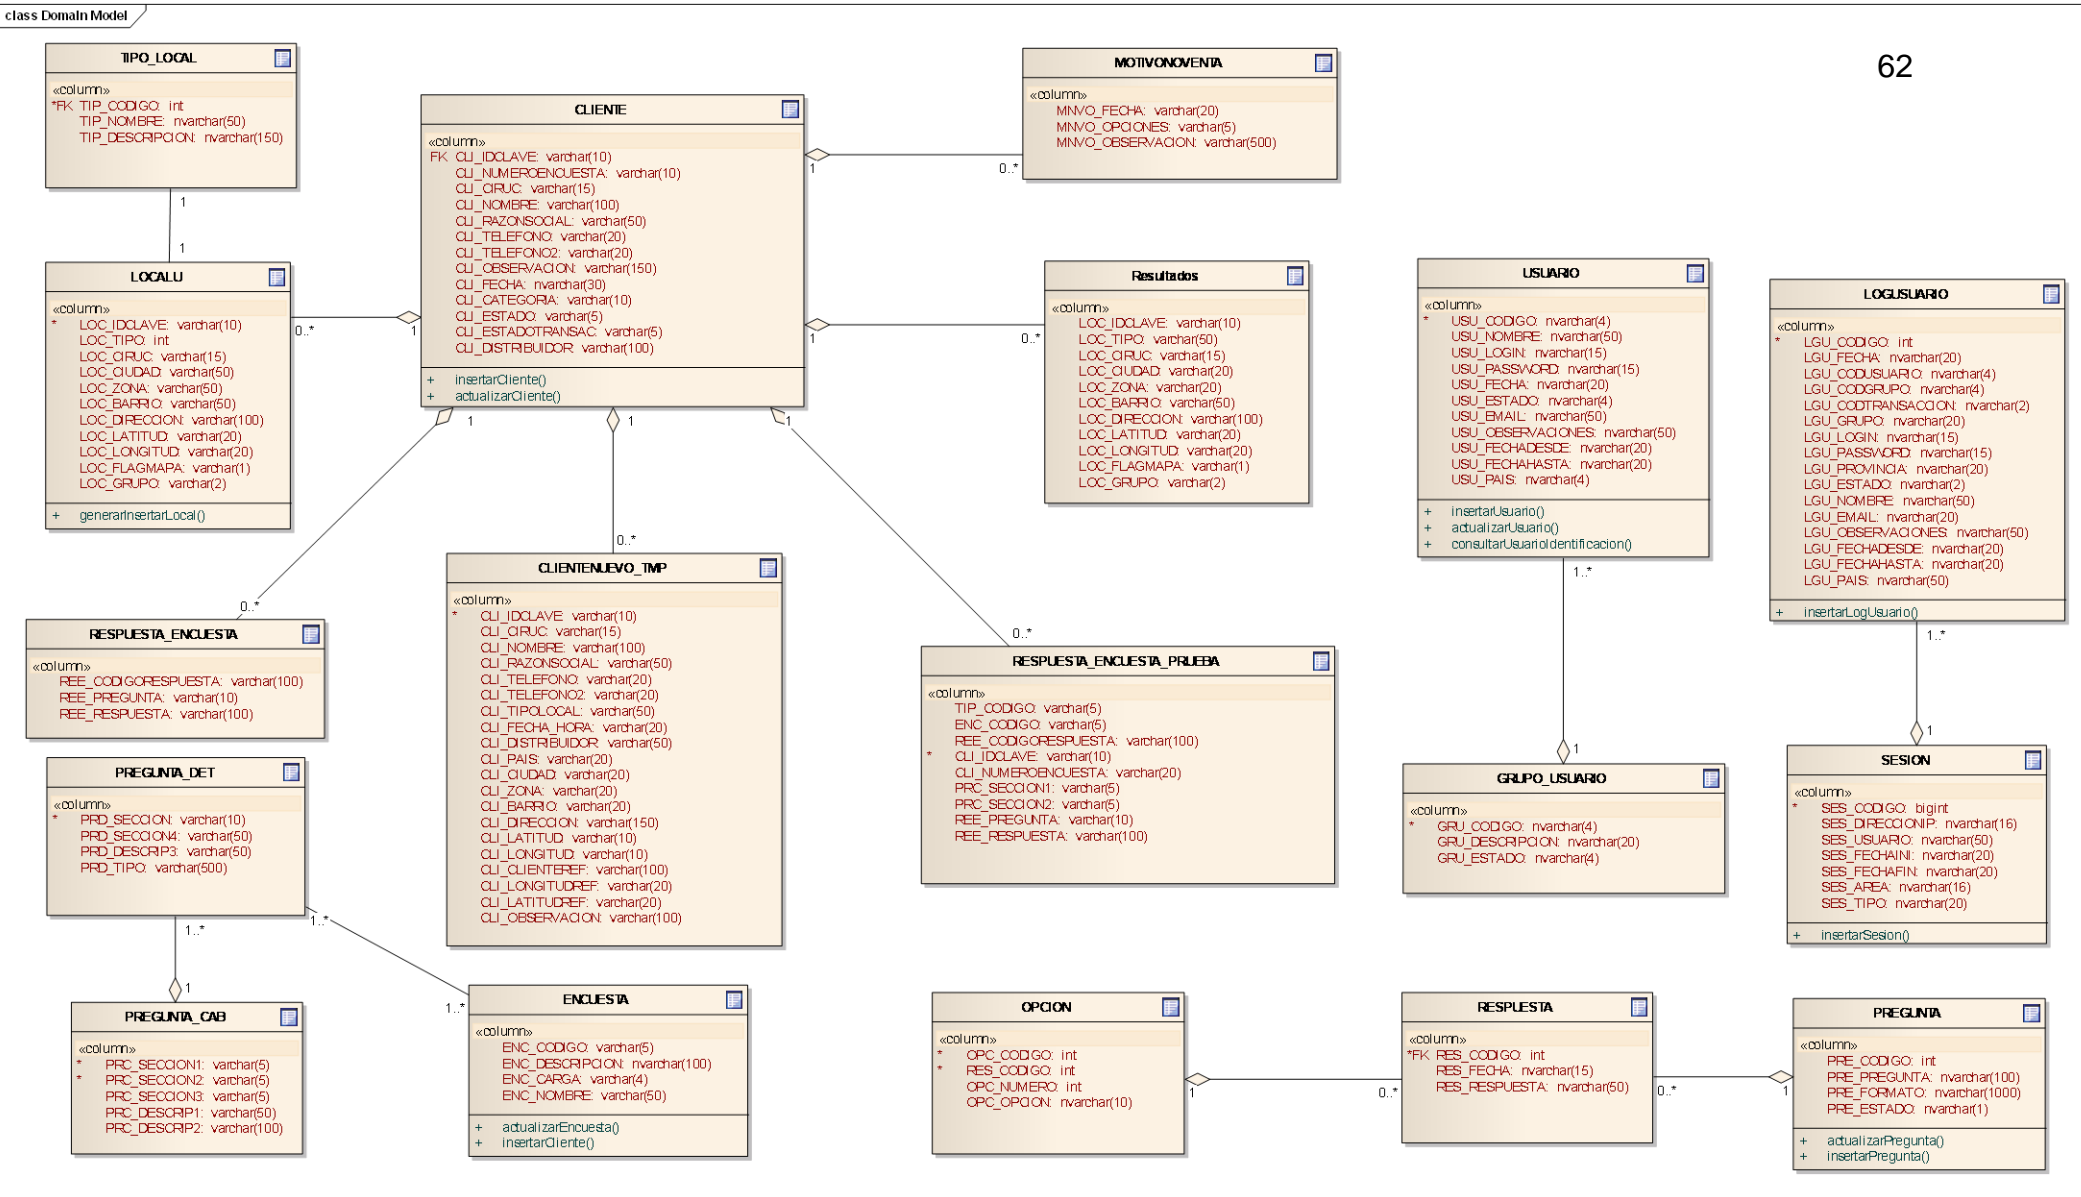 class Domain Model
62
TIPO_LOCAL
«column»
*FK TIP_CODIGO: int
TIP_NOMBRE: nvarchar(50)
TIP_DESCRIPCION: nvarchar(150)
1
1
LOCALU
«column»
* LOC_IDCLAVE: varchar(10)
LOC_TIPO: int
LOC_CIRUC: varchar(15)
LOC_CIUDAD: varchar(50)
LOC_ZONA: varchar(50)
LOC_BARRIO: varchar(50)
LOC_DIRECCION: varchar(100)
LOC_LATITUD: varchar(20)
LOC_LONGITUD: varchar(20)
LOC_FLAGMAPA: varchar(1)
LOC_GRUPO: varchar(2)
+ generarInsertarLocal()
0..*
1
CLIENTE
«column»
FK CLI_IDCLAVE: varchar(10)
CLI_NUMEROENCUESTA: varchar(10)
CLI_CIRUC: varchar(15)
CLI_NOMBRE: varchar(100)
CLI_RAZONSOCIAL: varchar(50)
CLI_TELEFONO: varchar(20)
CLI_TELEFONO2: varchar(20)
CLI_OBSERVACION: varchar(150)
CLI_FECHA: nvarchar(30)
CLI_CATEGORIA: varchar(10)
CLI_ESTADO: varchar(5)
CLI_ESTADOTRANSAC: varchar(5)
CLI_DISTRIBUIDOR: varchar(100)
+ insertarCliente()
+ actualizarCliente()
1
0..*
MOTIVONOVENTA
«column»
MNVO_FECHA: varchar(20)
MNVO_OPCIONES: varchar(5)
MNVO_OBSERVACION: varchar(500)
1
0..*
Resultados
«column»
LOC_IDCLAVE: varchar(10)
LOC_TIPO: varchar(50)
LOC_CIRUC: varchar(15)
LOC_CIUDAD: varchar(20)
LOC_ZONA: varchar(20)
LOC_BARRIO: varchar(50)
LOC_DIRECCION: varchar(100)
LOC_LATITUD: varchar(20)
LOC_LONGITUD: varchar(20)
LOC_FLAGMAPA: varchar(1)
LOC_GRUPO: varchar(2)
USUARIO
«column»
* USU_CODIGO: nvarchar(4)
USU_NOMBRE: nvarchar(50)
USU_LOGIN: nvarchar(15)
USU_PASSWORD: nvarchar(15)
USU_FECHA: nvarchar(20)
USU_ESTADO: nvarchar(4)
USU_EMAIL: nvarchar(50)
USU_OBSERVACIONES: nvarchar(50)
USU_FECHADESDE: nvarchar(20)
USU_FECHAHASTA: nvarchar(20)
USU_PAIS: nvarchar(4)
+ insertarUsuario()
+ actualizarUsuario()
+ consultarUsuarioIdentificacion()
1..*
1
LOGUSUARIO
«column»
* LGU_CODIGO: int
LGU_FECHA: nvarchar(20)
LGU_CODUSUARIO: nvarchar(4)
LGU_CODGRUPO: nvarchar(4)
LGU_CODTRANSACCION: nvarchar(2)
LGU_GRUPO: nvarchar(20)
LGU_LOGIN: nvarchar(15)
LGU_PASSWORD: nvarchar(15)
LGU_PROVINCIA: nvarchar(20)
LGU_ESTADO: nvarchar(2)
LGU_NOMBRE: nvarchar(50)
LGU_EMAIL: nvarchar(20)
LGU_OBSERVACIONES: nvarchar(50)
LGU_FECHADESDE: nvarchar(20)
LGU_FECHAHASTA: nvarchar(20)
LGU_PAIS: nvarchar(50)
+ insertarLogUsuario()
1..*
1
1
0..*
RESPUESTA_ENCUESTA
«column»
REE_CODIGORESPUESTA: varchar(100)
REE_PREGUNTA: varchar(10)
REE_RESPUESTA: varchar(100)
1
0..*
CLIENTENUEVO_TMP
«column»
* CLI_IDCLAVE: varchar(10)
CLI_CIRUC: varchar(15)
CLI_NOMBRE: varchar(100)
CLI_RAZONSOCIAL: varchar(50)
CLI_TELEFONO: varchar(20)
CLI_TELEFONO2: varchar(20)
CLI_TIPOLOCAL: varchar(50)
CLI_FECHA_HORA: varchar(20)
CLI_DISTRIBUIDOR: varchar(50)
CLI_PAIS: varchar(20)
CLI_CIUDAD: varchar(20)
CLI_ZONA: varchar(20)
CLI_BARRIO: varchar(20)
CLI_DIRECCION: varchar(150)
CLI_LATITUD: varchar(10)
CLI_LONGITUD: varchar(10)
CLI_CLIENTEREF: varchar(100)
CLI_LONGITUDREF: varchar(20)
CLI_LATITUDREF: varchar(20)
CLI_OBSERVACION: varchar(100)
1
0..*
RESPUESTA_ENCUESTA_PRUEBA
«column»
TIP_CODIGO: varchar(5)
ENC_CODIGO: varchar(5)
REE_CODIGORESPUESTA: varchar(100)
* CLI_IDCLAVE: varchar(10)
CLI_NUMEROENCUESTA: varchar(20)
PRC_SECCION1: varchar(5)
PRC_SECCION2: varchar(5)
REE_PREGUNTA: varchar(10)
REE_RESPUESTA: varchar(100)
GRUPO_USUARIO
«column»
* GRU_CODIGO: nvarchar(4)
GRU_DESCRIPCION: nvarchar(20)
GRU_ESTADO: nvarchar(4)
SESION
«column»
* SES_CODIGO: bigint
SES_DIRECCIONIP: nvarchar(16)
SES_USUARIO: nvarchar(50)
SES_FECHAINI: nvarchar(20)
SES_FECHAFIN: nvarchar(20)
SES_AREA: nvarchar(16)
SES_TIPO: nvarchar(20)
+ insertarSesion()
PREGUNTA_DET
«column»
* PRD_SECCION: varchar(10)
PRD_SECCION4: varchar(50)
PRD_DESCRIP3: varchar(50)
PRD_TIPO: varchar(500)
1..*
1
1..*
1..*
PREGUNTA_CAB
«column»
* PRC_SECCION1: varchar(5)
* PRC_SECCION2: varchar(5)
PRC_SECCION3: varchar(5)
PRC_DESCRIP1: varchar(50)
PRC_DESCRIP2: varchar(100)
ENCUESTA
«column»
ENC_CODIGO: varchar(5)
ENC_DESCRIPCION: nvarchar(100)
ENC_CARGA: varchar(4)
ENC_NOMBRE: varchar(50)
+ actualizarEncuesta()
+ insertarCliente()
OPCION
«column»
* OPC_CODIGO: int
* RES_CODIGO: int
OPC_NUMERO: int
OPC_OPCION: nvarchar(10)
1
0..*
RESPUESTA
«column»
*FK RES_CODIGO: int
RES_FECHA: nvarchar(15)
RES_RESPUESTA: nvarchar(50)
0..*
1
PREGUNTA
«column»
PRE_CODIGO: int
PRE_PREGUNTA: nvarchar(100)
PRE_FORMATO: nvarchar(1000)
PRE_ESTADO: nvarchar(1)
+ actualizarPregunta()
+ insertarPregunta()